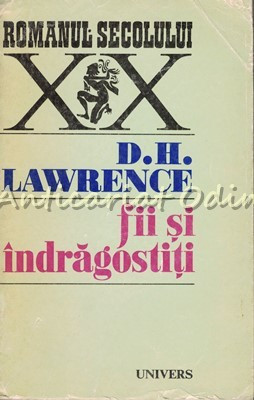 ROMANUL SECOLULUI
XX
D.H.
LAWRENCE
Anticariat Odin
fii și
îndrăgostiți
UNIVERS